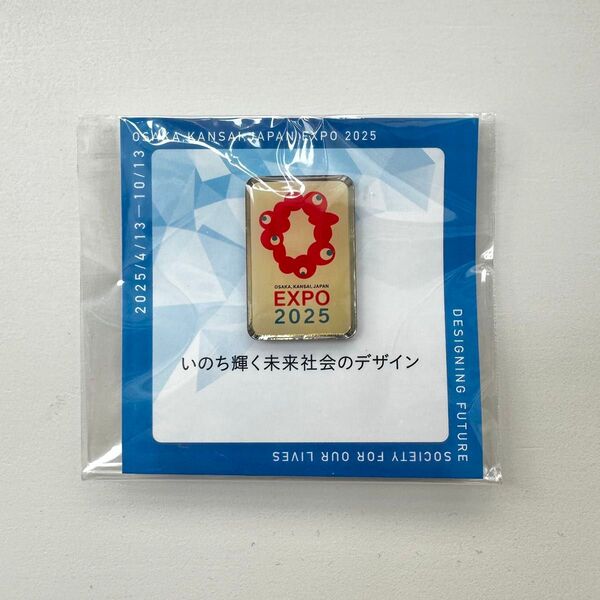 OSAKA, KANSAI, JAPAN EXPO 2025
2025/4/13—10/13
OSAKA, KANSAI, JAPAN
EXPO
2025
いのち輝く未来社会のデザイン
DESIGNING FUTURE
SOCIETY FOR OUR LIVES